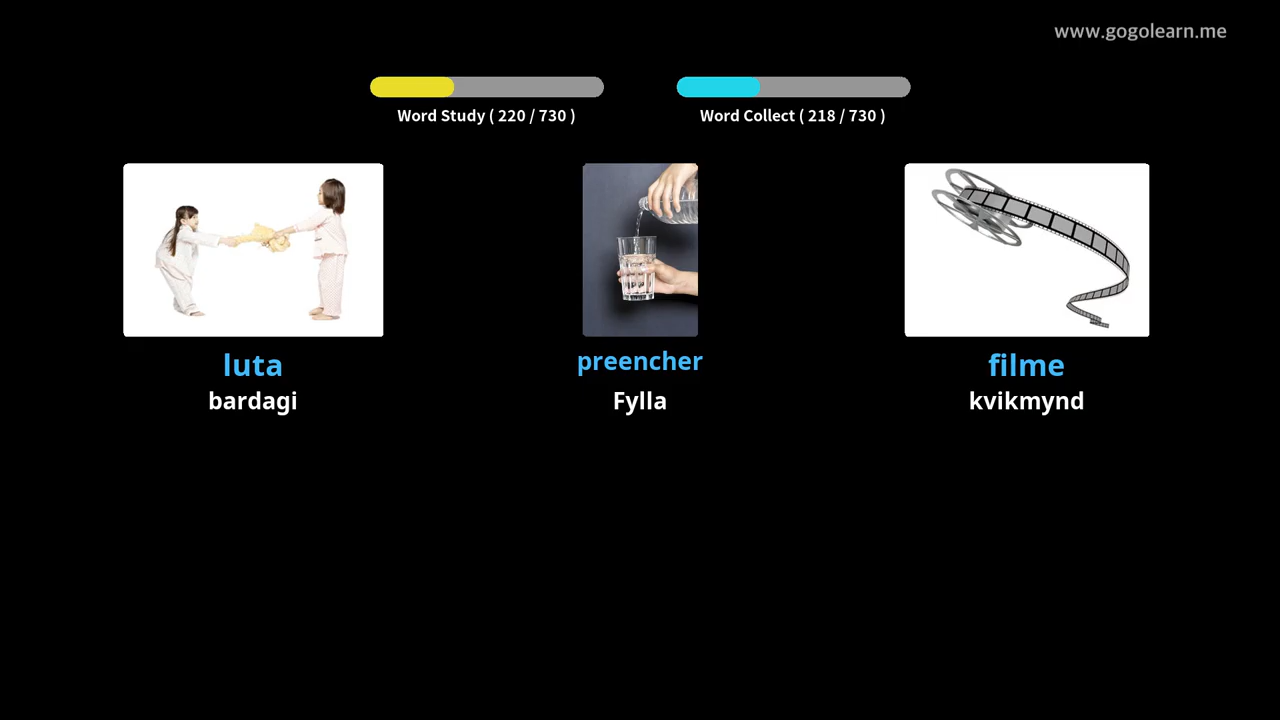 www.gogolearn.me
Word Study ( 220 / 730 )
Word Collect ( 218 / 730 )
luta
bardagi
preencher
Fylla
filme
kvikmynd